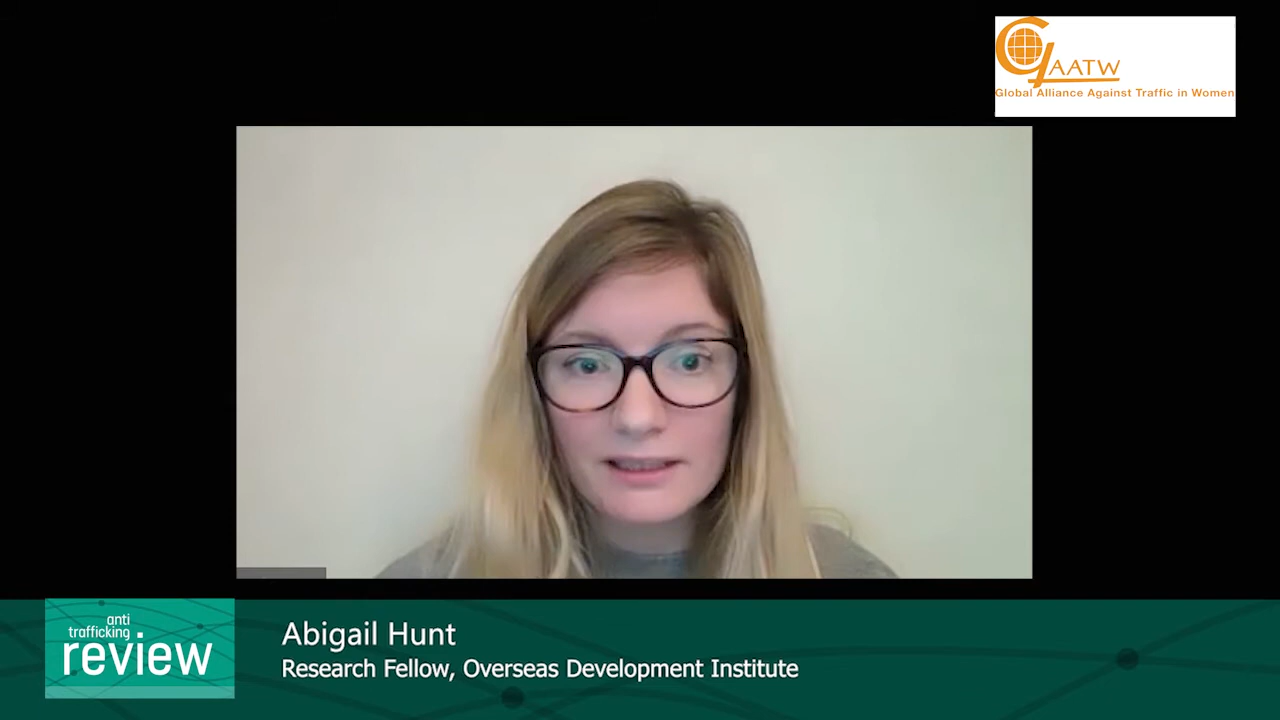 GAATW
Global Alliance Against Traffic in Women
anti
trafficking
review
Abigail Hunt
Research Fellow, Overseas Development Institute